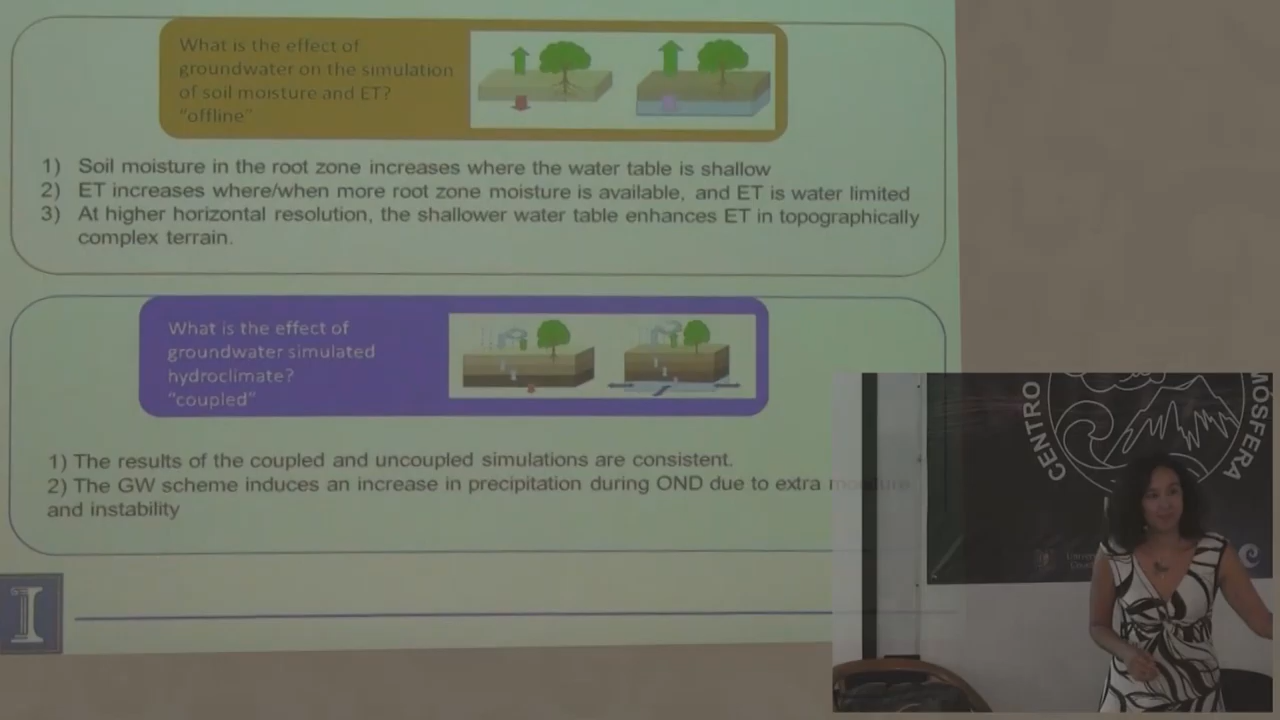 What is the effect of
groundwater on the simulation
of soil moisture and ET?
"offline"
1) Soil moisture in the root zone increases where the water table is shallow
2) ET increases where/when more root zone moisture is available, and ET is water limited
3) At higher horizontal resolution, the shallower water table enhances ET in topographically
complex terrain.
What is the effect of
groundwater simulated
hydroclimate?
"coupled"
1) The results of the coupled and uncoupled simulations are consistent.
2) The GW scheme induces an increase in precipitation during OND due to extra moisture
and instability
I
CENTRO
MOSFERA